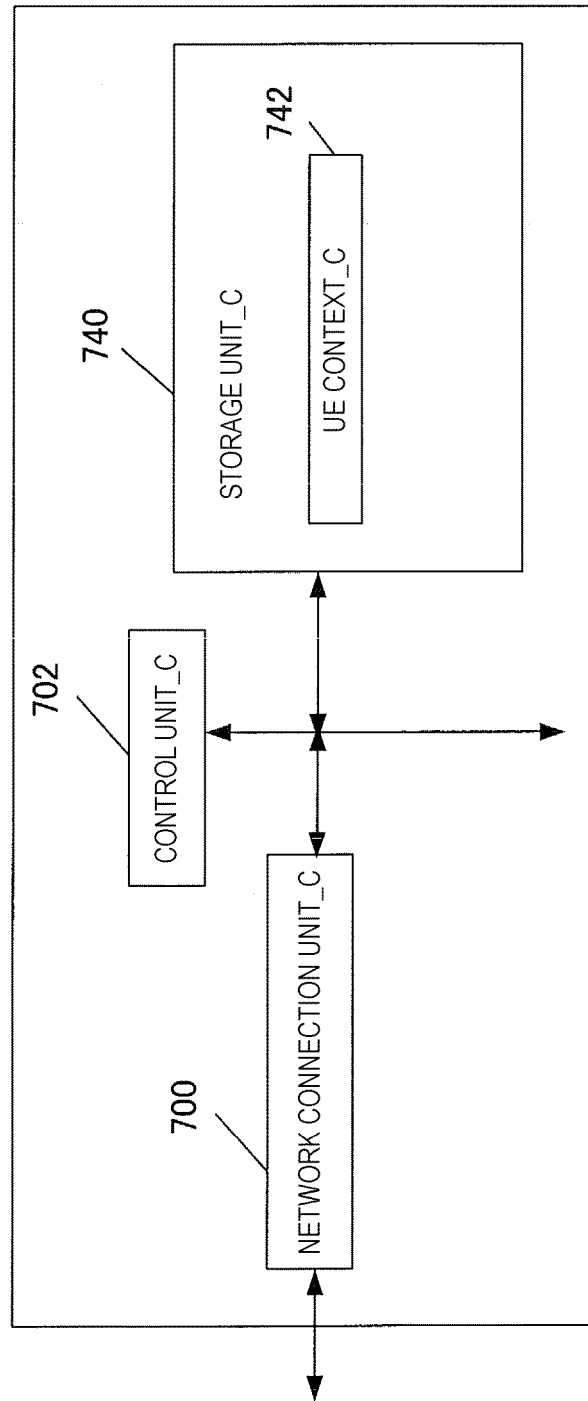 700
NETWORK CONNECTION UNIT_C
702
CONTROL UNIT_C
740
STORAGE UNIT_C
742
UE CONTEXT_C